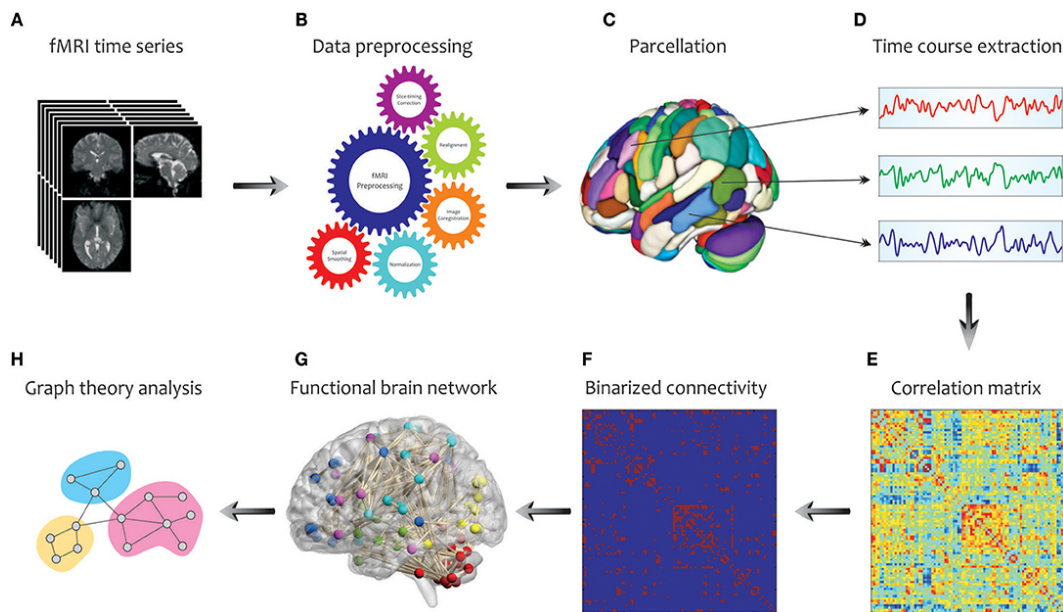 A
fMRI time series
B
Data preprocessing
Slice-timing
Correction
Realignment
fMRI
Preprocessing
Image
Coregistration
Spatial
Smoothing
Normalization
C
Parcellation
D
Time course extraction
H
Graph theory analysis
G
Functional brain network
F
Binarized connectivity
E
Correlation matrix